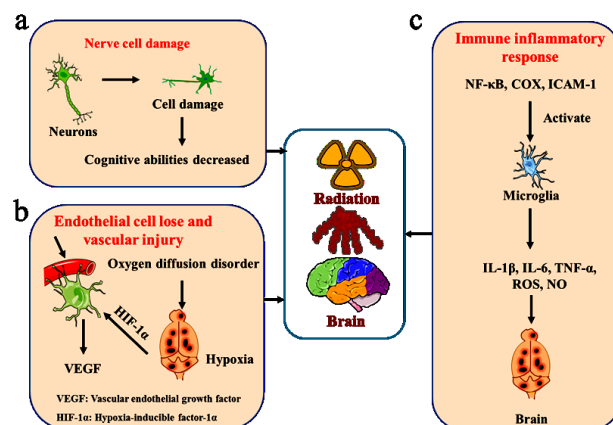 a
Nerve cell damage
Neurons
Cell damage
Cognitive abilities decreased
b
Endothelial cell lose and
vascular injury
Oxygen diffusion disorder
HIF-1α
VEGF
Hypoxia
VEGF: Vascular endothelial growth factor
HIF-1α: Hypoxia-inducible factor-1α
Radiation
Brain
c
Immune inflammatory
response
NF-κB, COX, ICAM-1
Activate
Microglia
IL-1β, IL-6, TNF-α,
ROS, NO
Brain